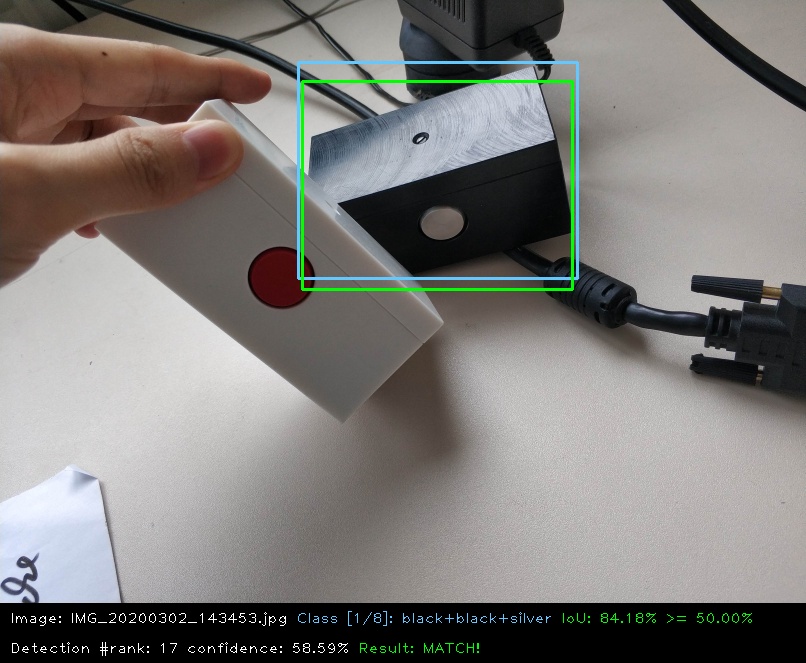 Image: IMG_20200302_143453.jpg Class [1/8]: black+black+silver IoU: 84.18% >= 50.00%
Detection #rank: 17 confidence: 58.59% Result: MATCH!